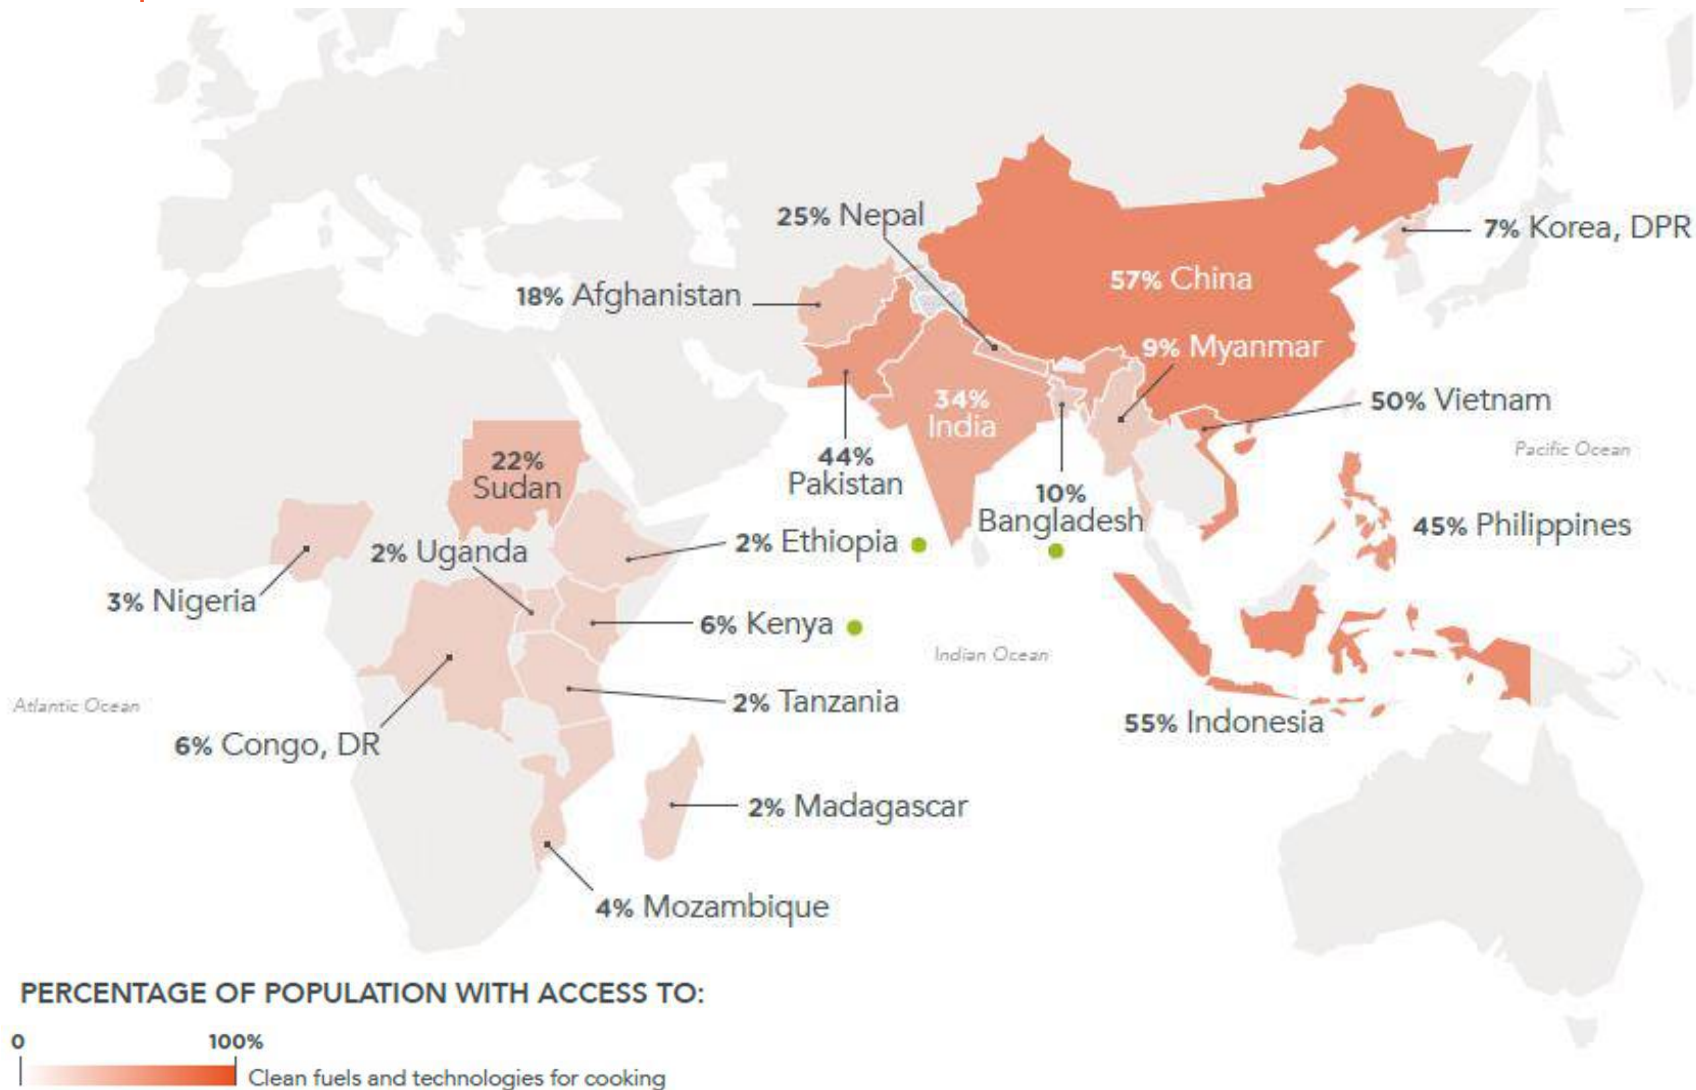 25% Nepal
7% Korea, DPR
57% China
18% Afghanistan
9% Myanmar
50% Vietnam
34%
India
Pacific Ocean
22%
Sudan
44%
Pakistan
10%
Bangladesh
45% Philippines
2% Ethiopia
2% Uganda
3% Nigeria
6% Kenya
Indian Ocean
2% Tanzania
Atlantic Ocean
55% Indonesia
6% Congo, DR
2% Madagascar
4% Mozambique
PERCENTAGE OF POPULATION WITH ACCESS TO:
0 100%
Clean fuels and technologies for cooking